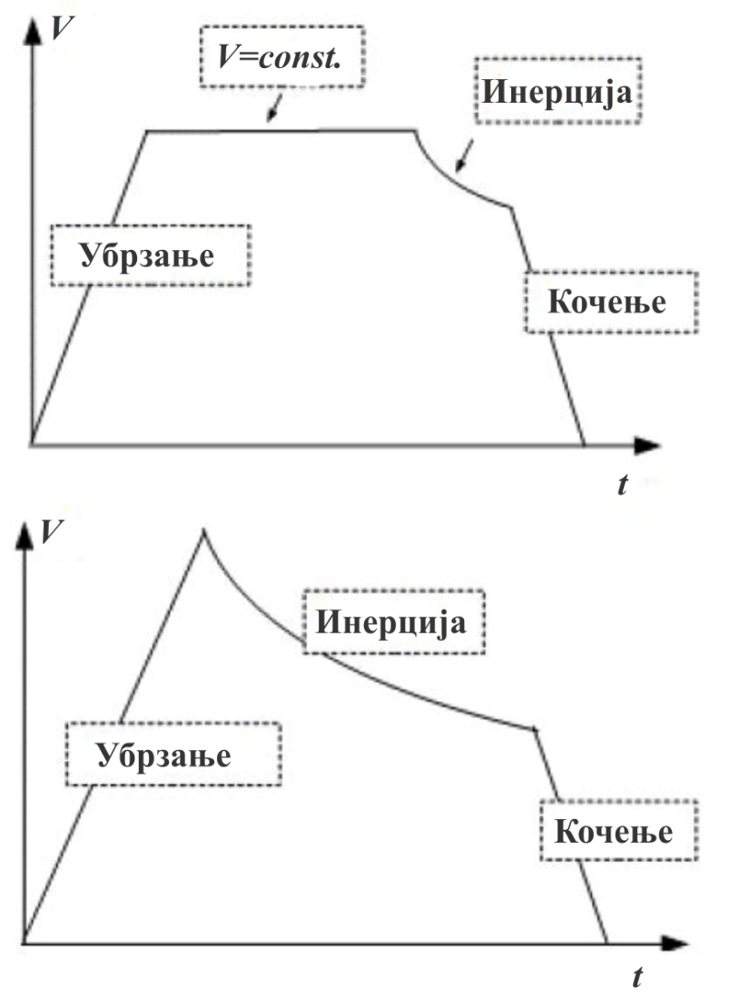 V
V=const.
Инерција
Убрзање
Кочење
t
V
Инерција
Убрзање
Кочење
t